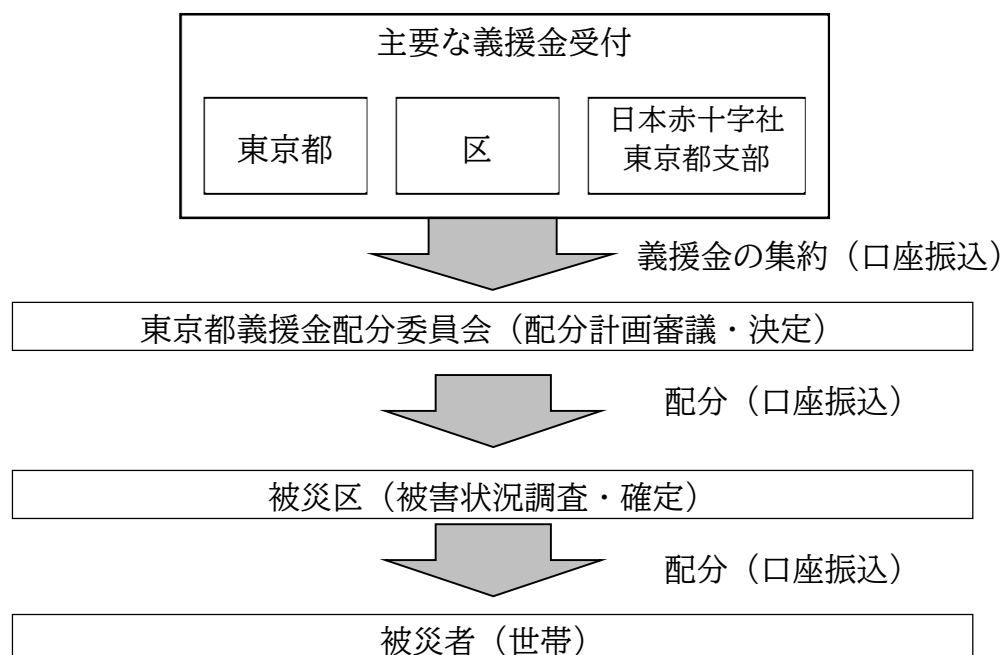 主要な義援金受付
東京都
区
日本赤十字社
東京都支部
義援金の集約（口座振込）
東京都義援金配分委員会（配分計画審議・決定）
配分（口座振込）
被災区（被害状況調査・確定）
配分（口座振込）
被災者（世帯）